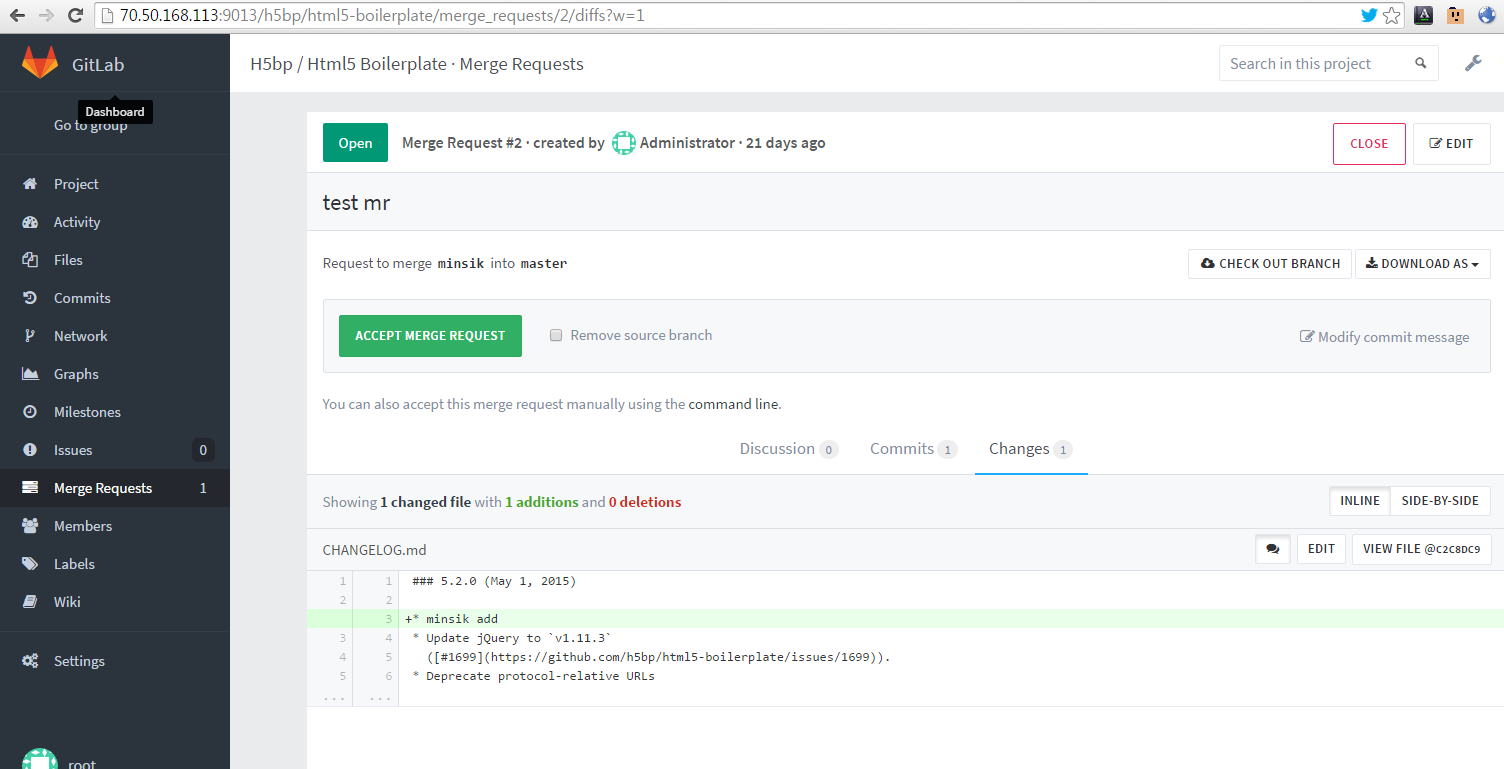 70.50.168.113:9013/h5bp/html5-boilerplate/merge_requests/2/diffs?w=1
GitLab
H5bp / Html5 Boilerplate · Merge Requests
Search in this project
Dashboard
Go to group
Open
Merge Request #2 · created by Administrator · 21 days ago
CLOSE
EDIT
Project
test mr
Activity
Files
Request to merge minsik into master
CHECK OUT BRANCH
DOWNLOAD AS
Commits
Network
ACCEPT MERGE REQUEST
Remove source branch
Modify commit message
Graphs
Milestones
You can also accept this merge request manually using the command line.
Issues 0
Discussion 0
Commits 1
Changes 1
Merge Requests 1
Showing 1 changed file with 1 additions and 0 deletions
INLINE
SIDE-BY-SIDE
Members
CHANGELOG.md
EDIT
VIEW FILE @C2C8DC9
Labels
Wiki
1 1 ### 5.2.0 (May 1, 2015)
2 2
3 +* minsik add
3 4 * Update jQuery to `v1.11.3`
4 5 ([#1699](https://github.com/h5bp/html5-boilerplate/issues/1699)).
5 6 * Deprecate protocol-relative URLs
... ...
Settings
root